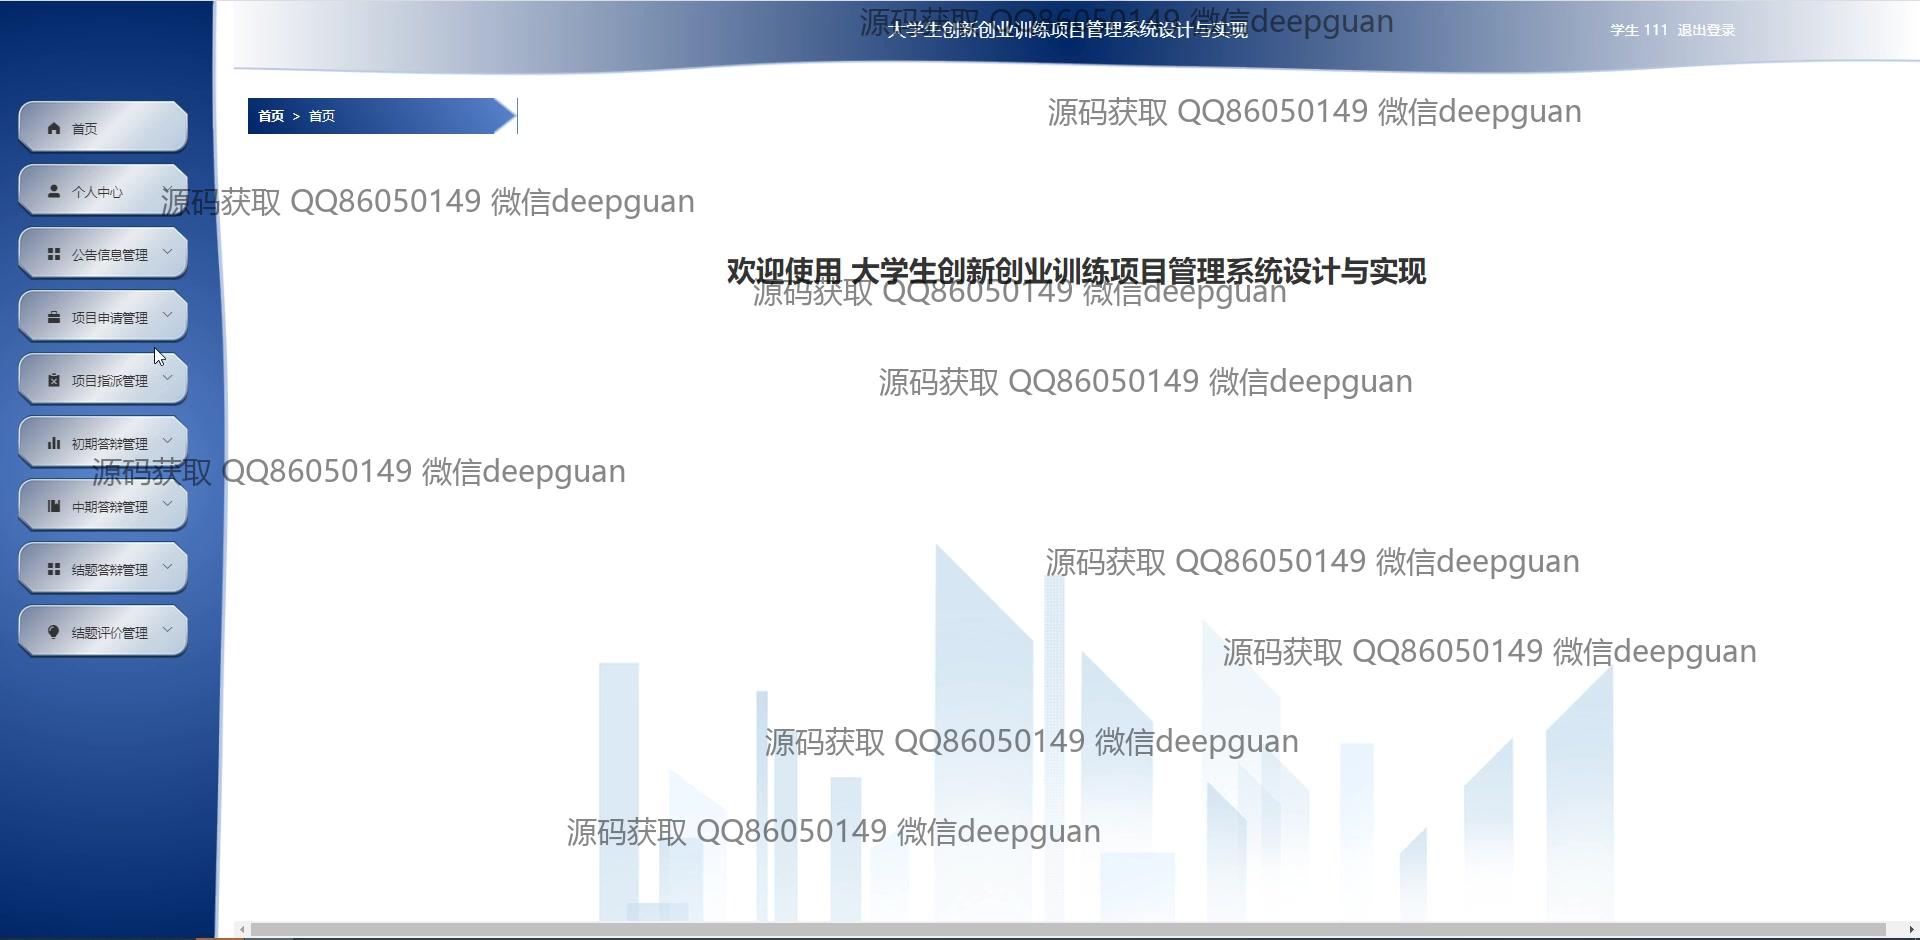 源码获取 QQ86050149 微信deepguan
大学生创新创业训练项目管理系统设计与实现
学生 111 退出登录
首页 > 首页
源码获取 QQ86050149 微信deepguan
首页
个人中心
源码获取 QQ86050149 微信deepguan
公告信息管理
欢迎使用 大学生创新创业训练项目管理系统设计与实现
源码获取 QQ86050149 微信deepguan
项目申请管理
项目指派管理
源码获取 QQ86050149 微信deepguan
初期答辩管理
源码获取 QQ86050149 微信deepguan
中期答辩管理
源码获取 QQ86050149 微信deepguan
结题答辩管理
结题评价管理
源码获取 QQ86050149 微信deepguan
源码获取 QQ86050149 微信deepguan
源码获取 QQ86050149 微信deepguan